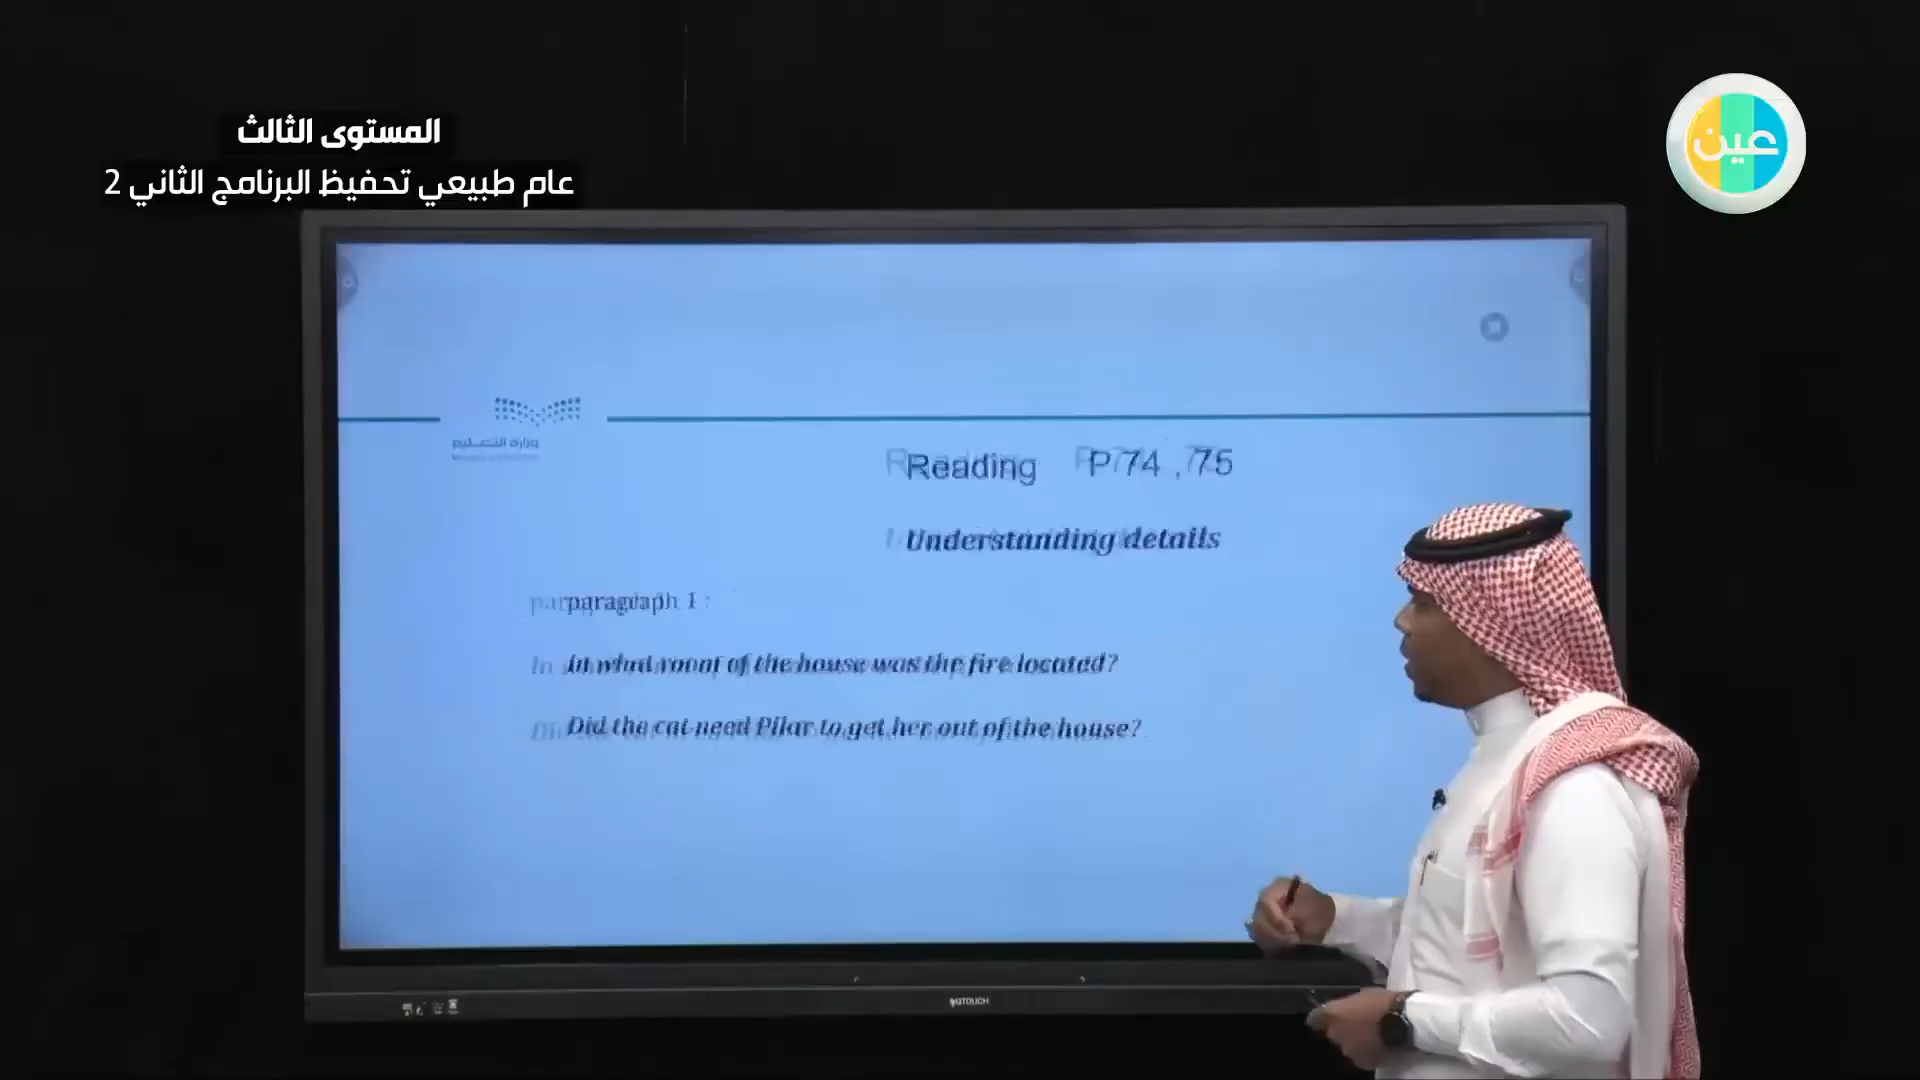 المستوى الثالث
عام طبيعي تحفيظ البرنامج الثاني 2
عين
وزارة التعليم
Reading P 74 , 75
Understanding details
paragraph 1 :
In what room of the house was the fire located?
Did the cat need Pilar to get her out of the house?
QTOUCH